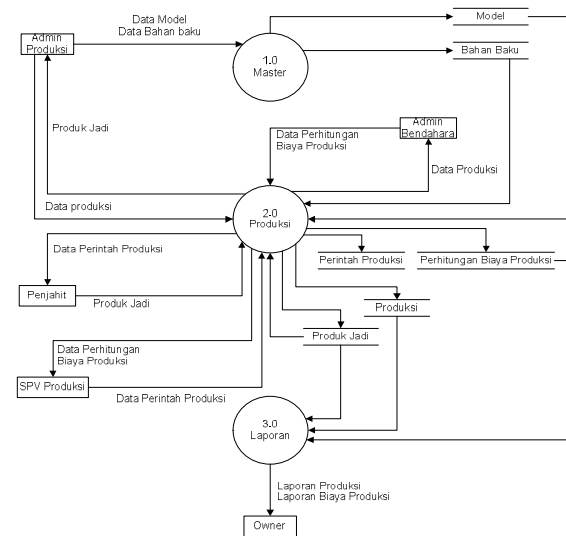 Data Model
Data Bahan baku
Model
Admin
Produksi
Bahan Baku
1.0
Master
Produk Jadi
Data Perhitungan
Biaya Produksi
Admin
Bendahara
Data Produksi
Data produksi
2.0
Produksi
Data Perintah Produksi
Perintah Produksi
Perhitungan Biaya Produksi
Penjahit
Produk Jadi
Produksi
Produk Jadi
Data Perhitungan
Biaya Produksi
SPV Produksi
Data Perintah Produksi
3.0
Laporan
Laporan Produksi
Laporan Biaya Produksi
Owner